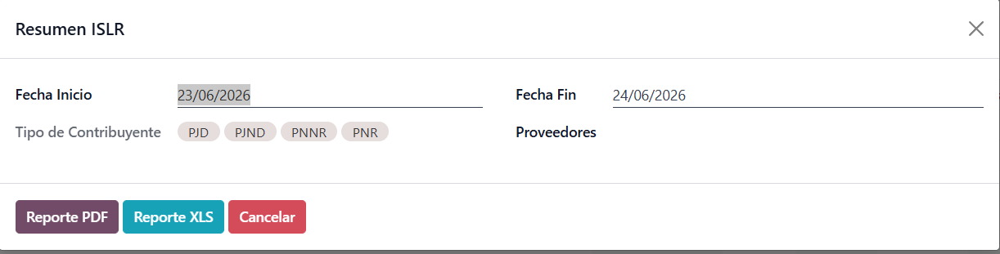 Resumen ISLR
Fecha Inicio 23/06/2026 Fecha Fin 24/06/2026
Tipo de Contribuyente PJD PJND PNNR PNR Proveedores
Reporte PDF Reporte XLS Cancelar